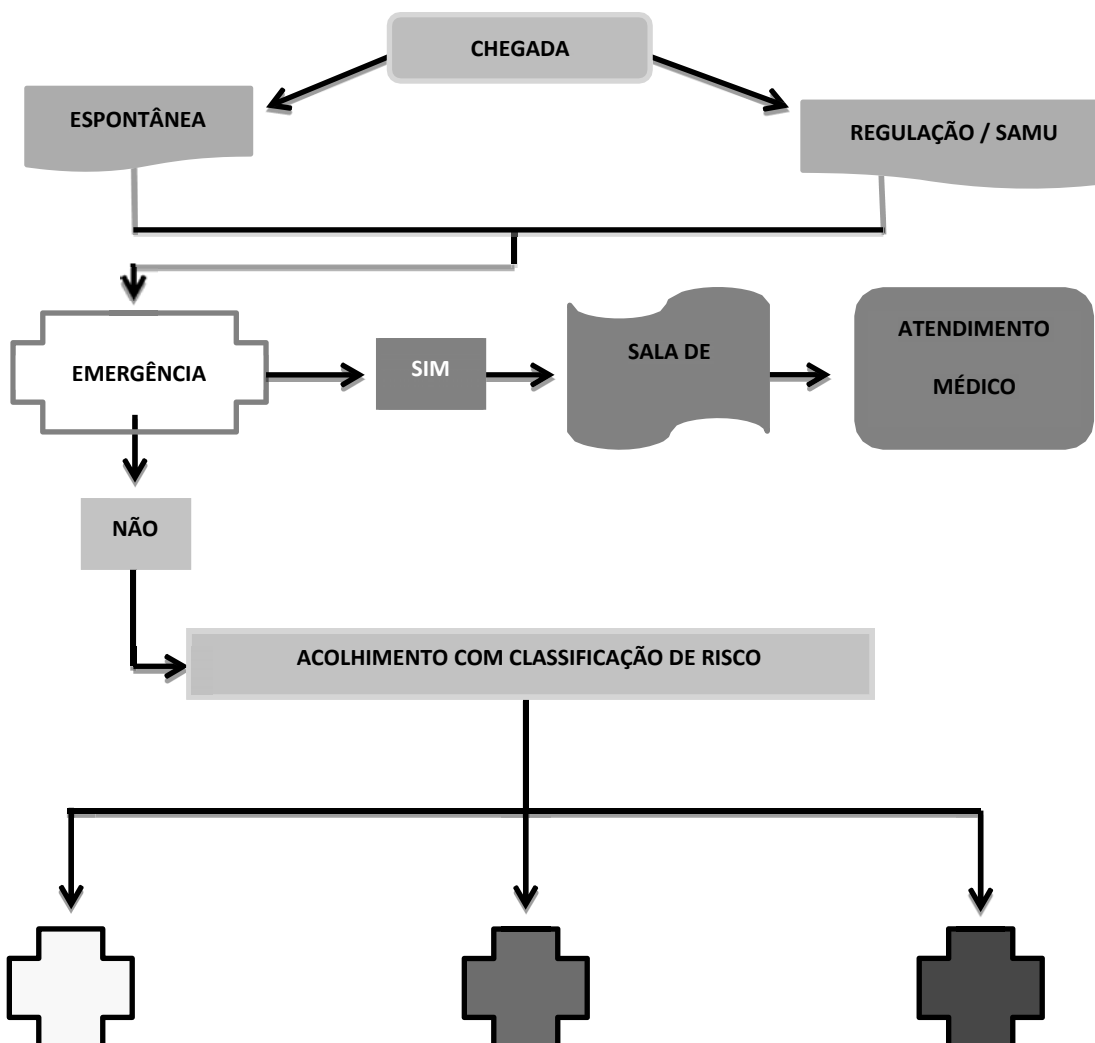 CHEGADA
ESPONTÂNEA
REGULAÇÃO / SAMU
EMERGÊNCIA
SIM
SALA DE
ATENDIMENTO
MÉDICO
NÃO
ACOLHIMENTO COM CLASSIFICAÇÃO DE RISCO